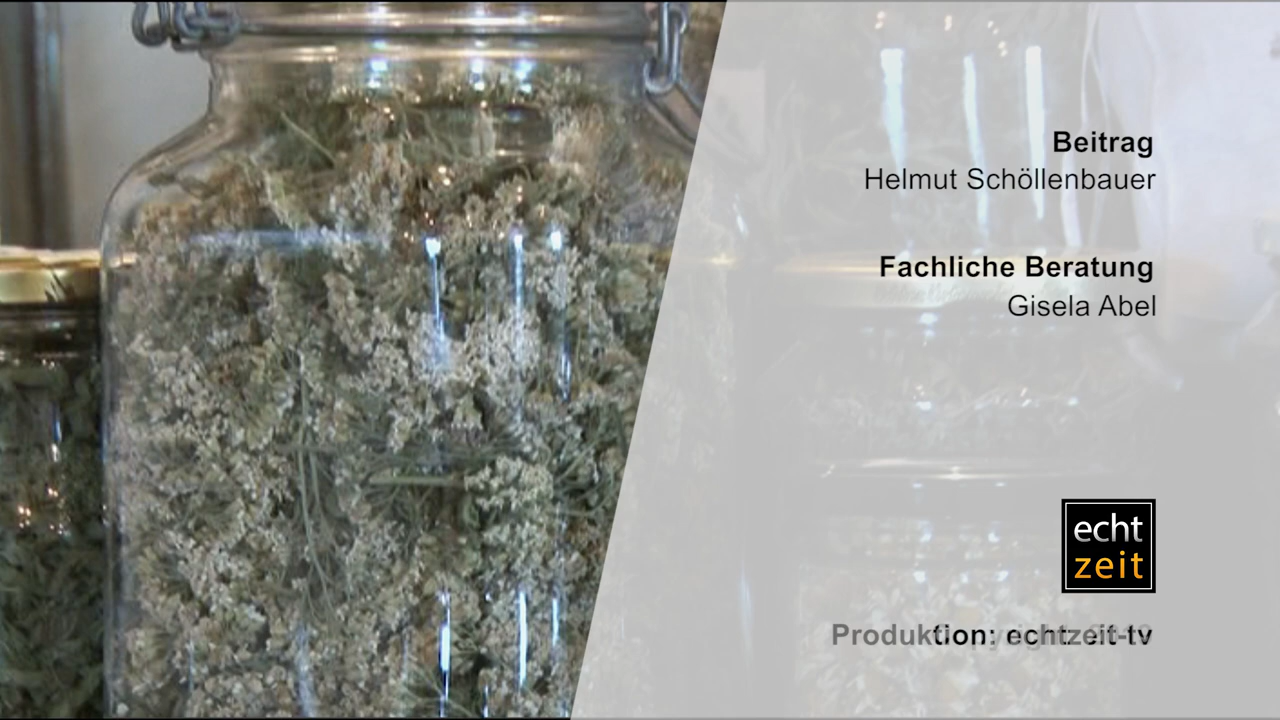 Beitrag
Helmut Schöllenbauer
Fachliche Beratung
Gisela Abel
echt
zeit
Produktion: echtzeit-tv